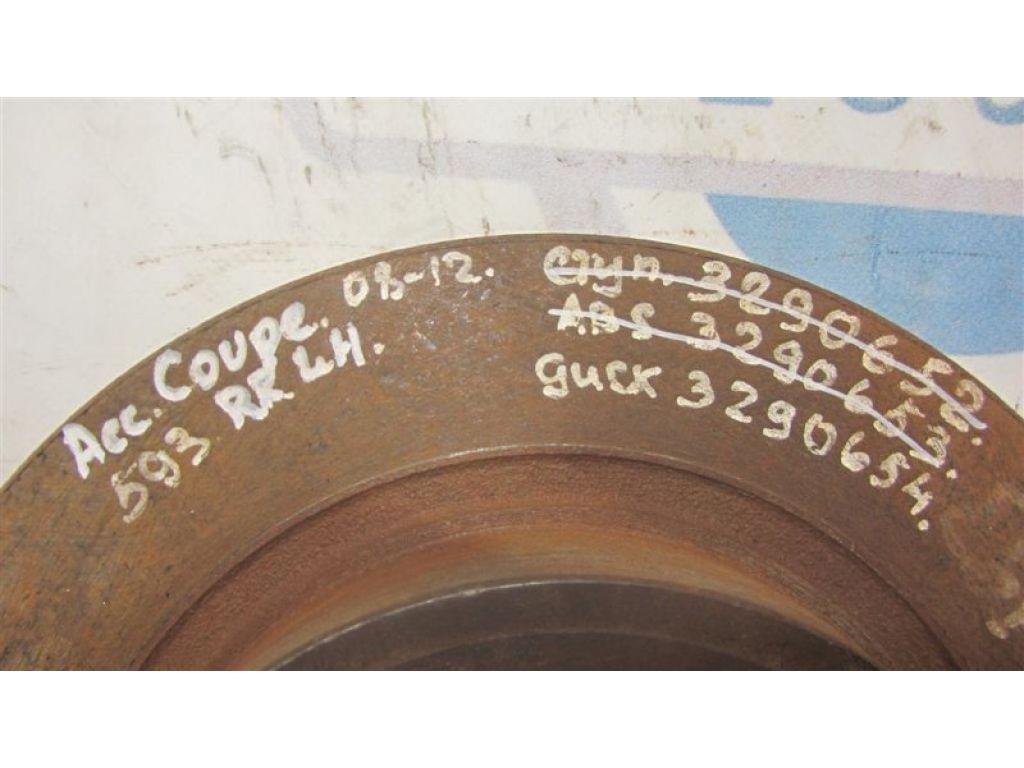 Acc. Coupe. 08-12.
593 RR LH.
ступ. 3290652.
ABS 3290653.
диск 3290654.